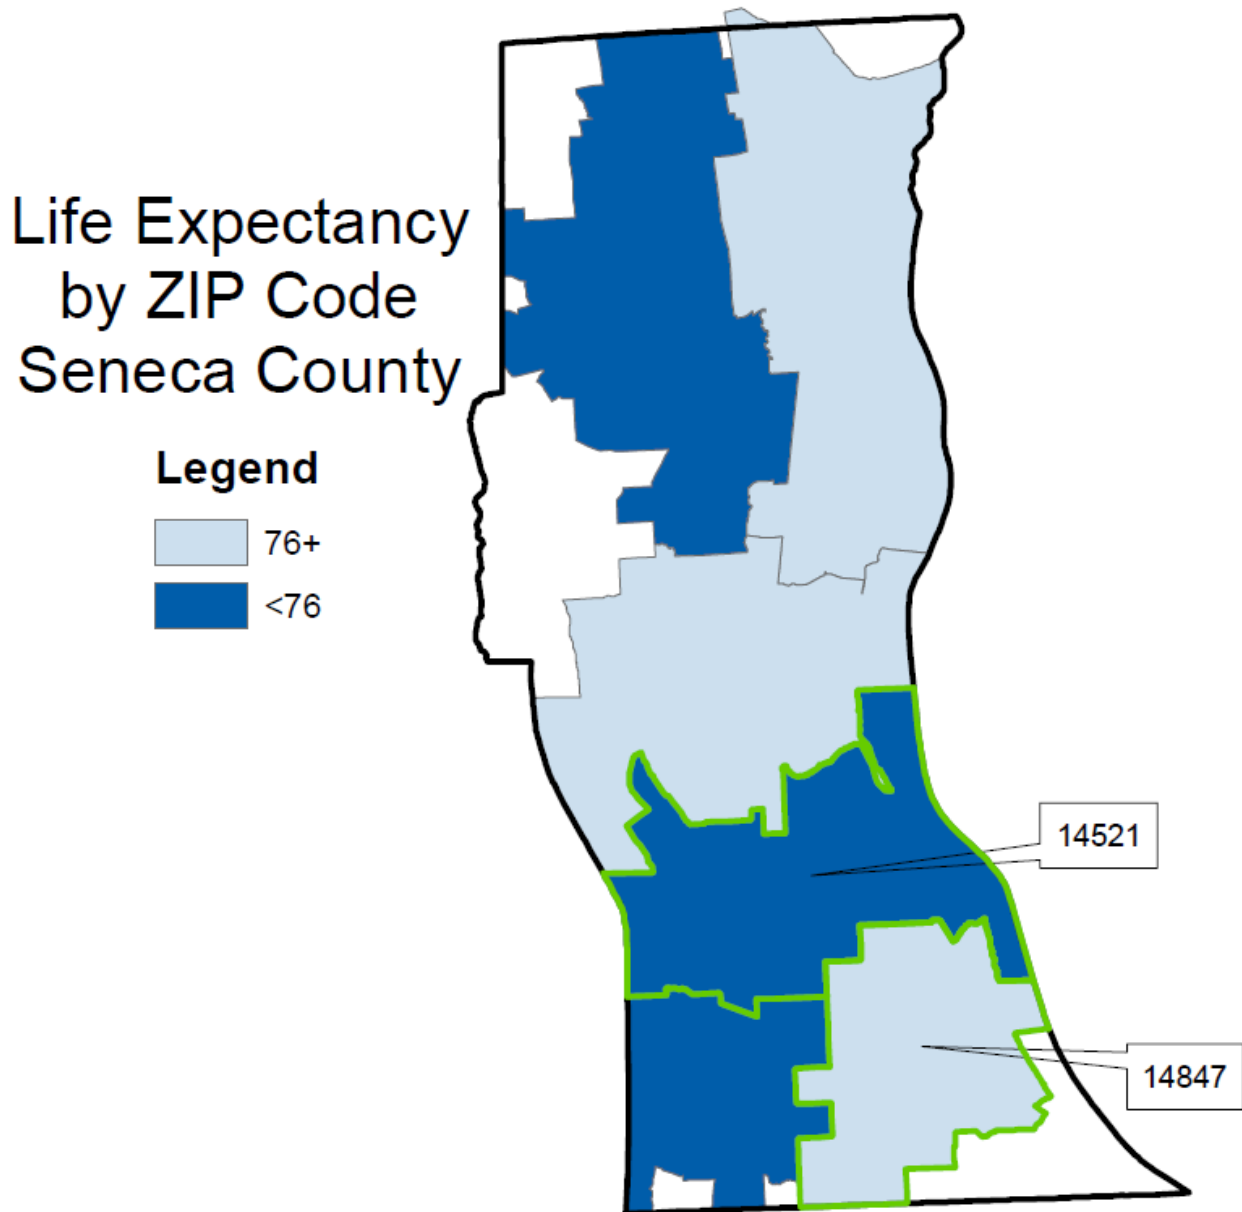 Life Expectancy
by ZIP Code
Seneca County
Legend
76+
<76
14521
14847